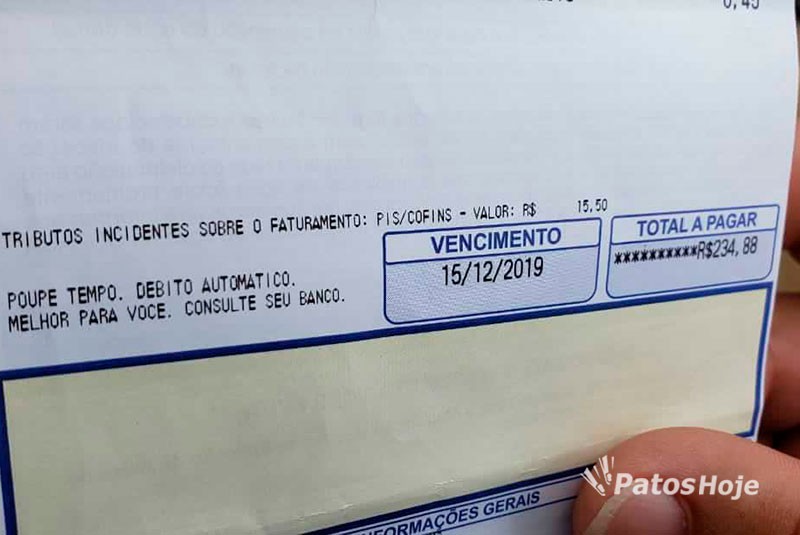 0,45
TRIBUTOS INCIDENTES SOBRE O FATURAMENTO: PIS/COFINS - VALOR: R$ 15,50
VENCIMENTO
15/12/2019
TOTAL A PAGAR
**********R$234,88
POUPE TEMPO. DEBITO AUTOMATICO.
MELHOR PARA VOCE. CONSULTE SEU BANCO.
INFORMAÇÕES GERAIS
PatosHoje